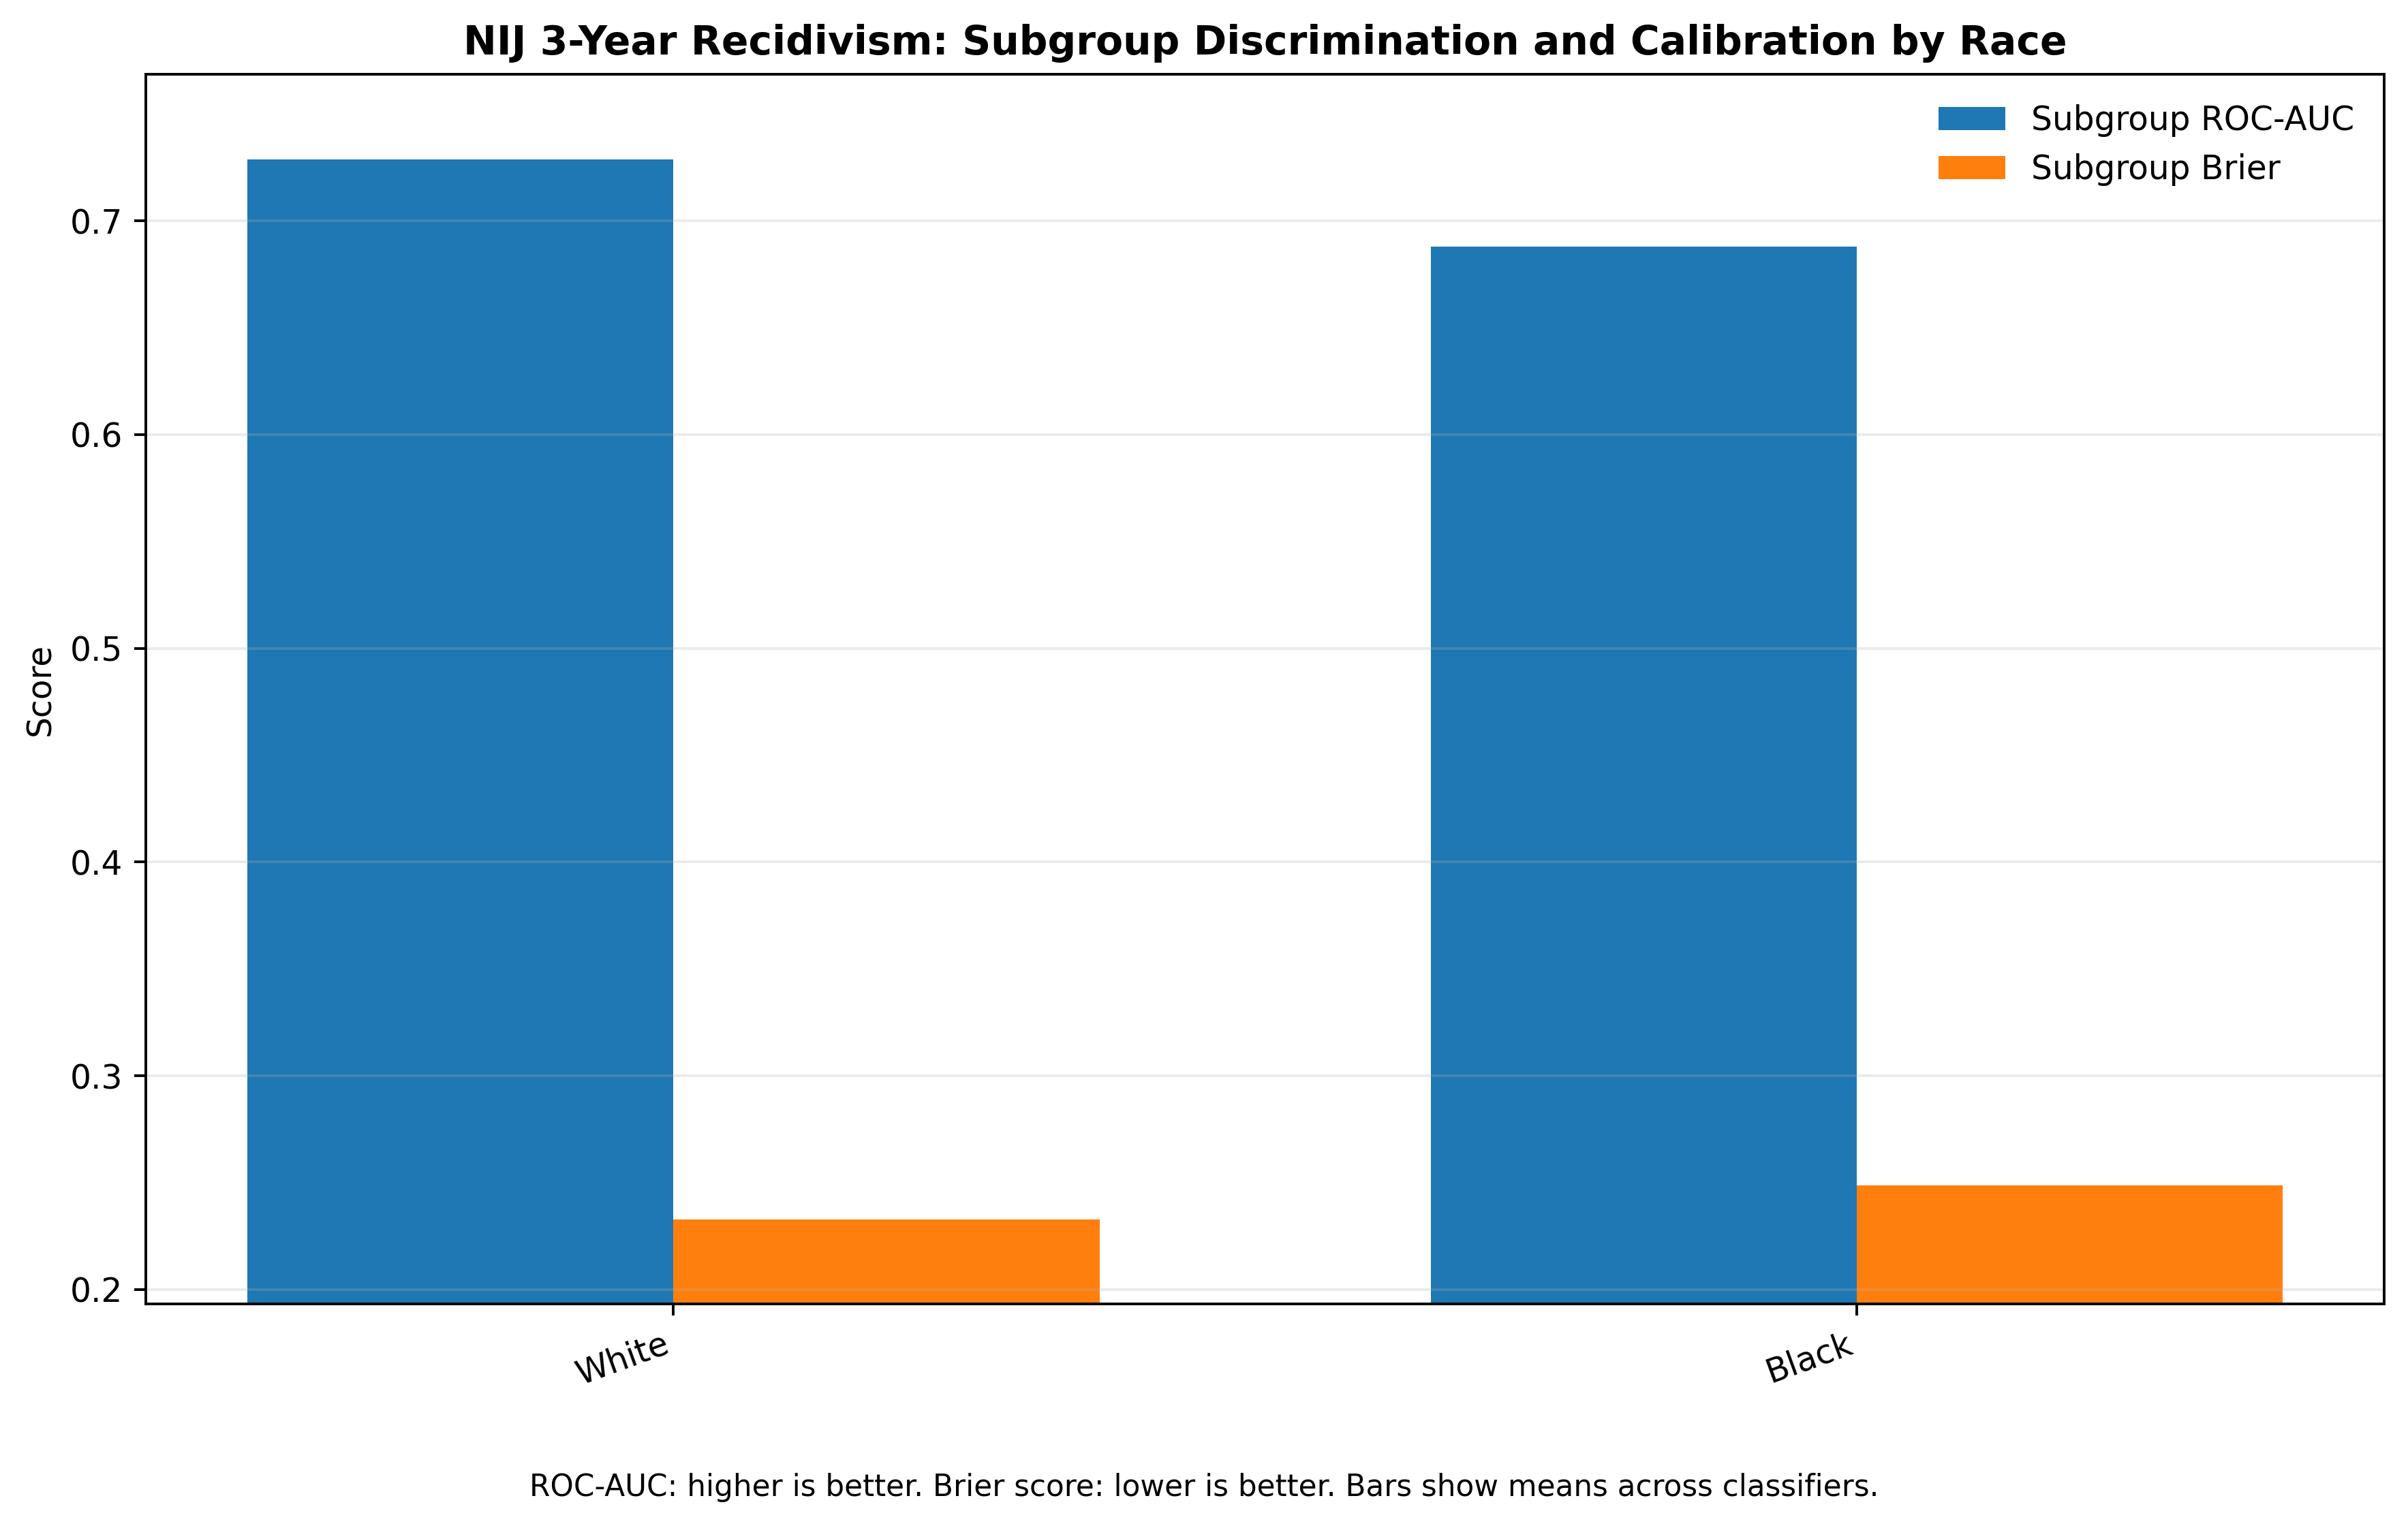 NIJ 3-Year Recidivism: Subgroup Discrimination and Calibration by Race
Subgroup ROC-AUC
Subgroup Brier
Score
0.7
0.6
0.5
0.4
0.3
0.2
White
Black
ROC-AUC: higher is better. Brier score: lower is better. Bars show means across classifiers.